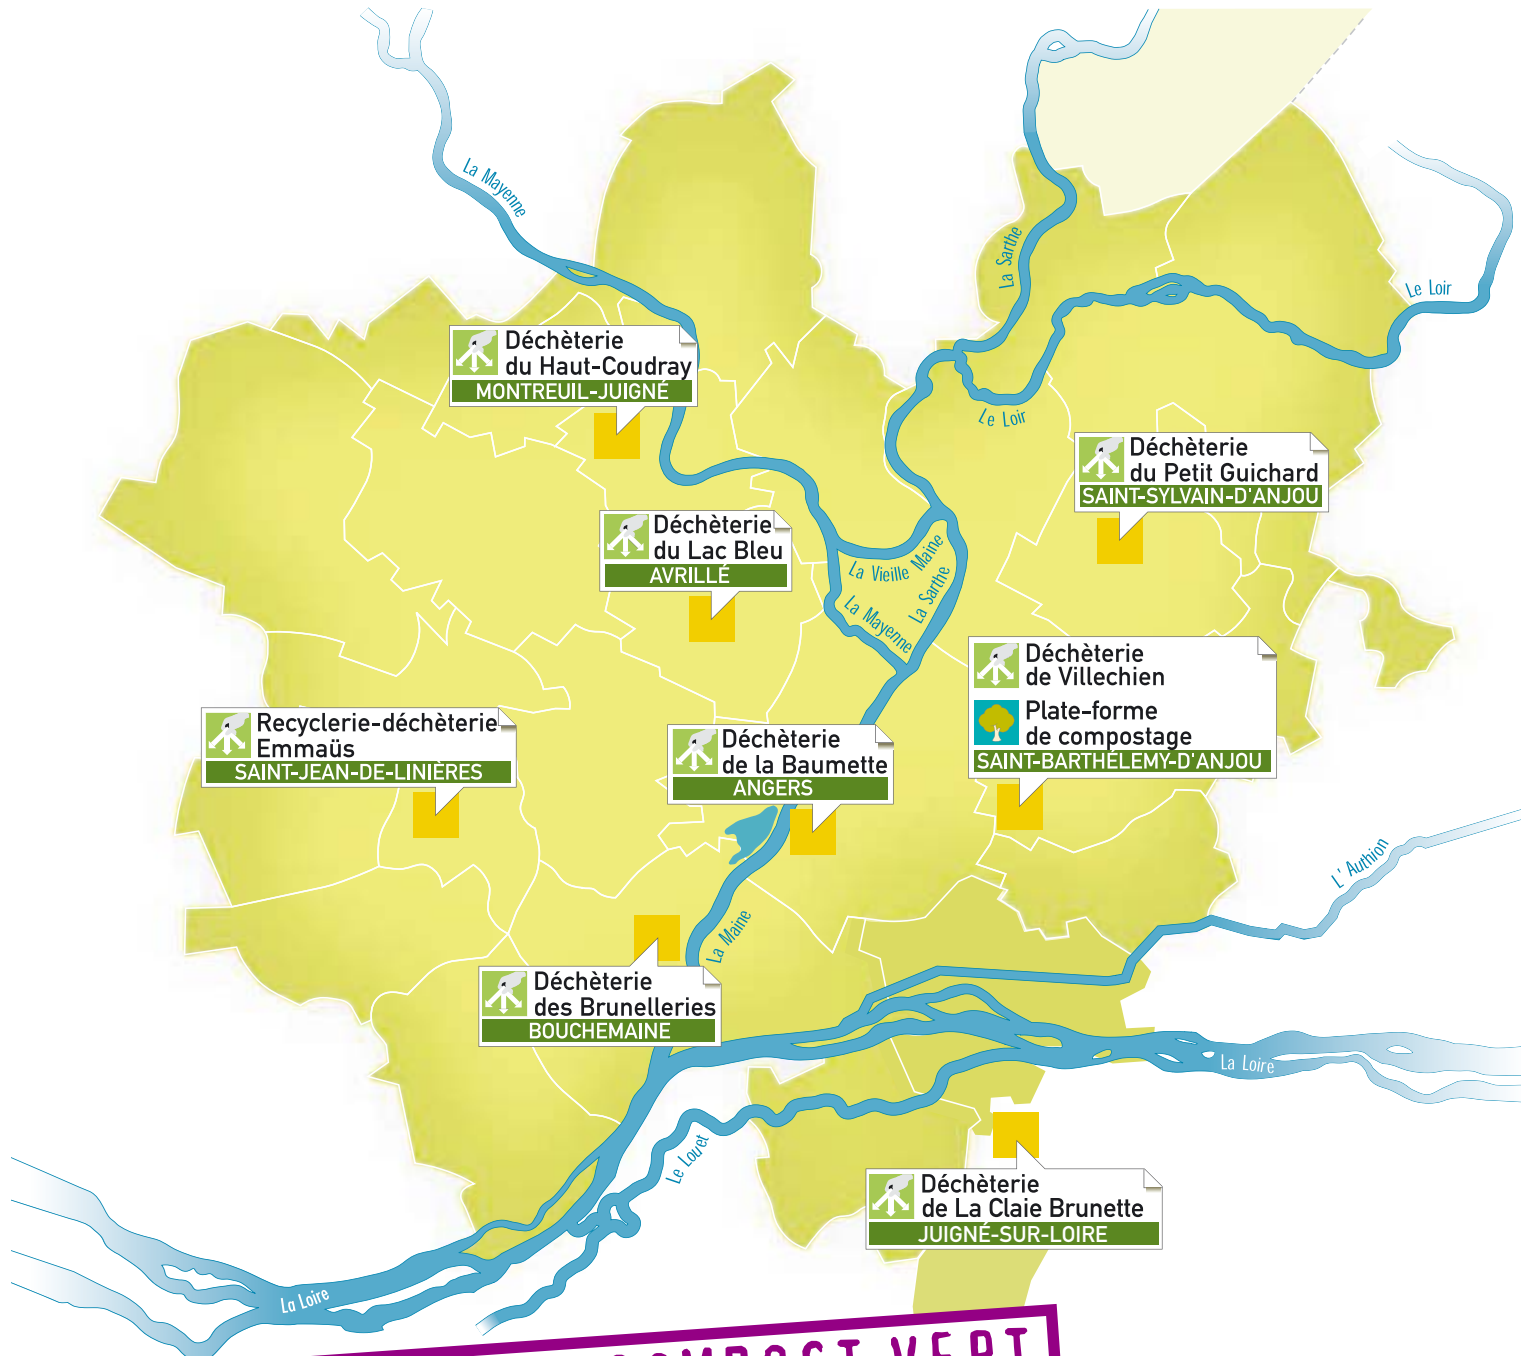 La Mayenne
La Sarthe
Le Loir
Déchèterie
du Haut-Coudray
MONTREUIL-JUIGNÉ
Le Loir
Déchèterie
du Petit Guichard
SAINT-SYLVAIN-D'ANJOU
Déchèterie
du Lac Bleu
AVRILLÉ
La Vieille Maine
La Sarthe
La Mayenne
Déchèterie
de Villechien
Plate-forme
de compostage
SAINT-BARTHÉLEMY-D'ANJOU
Recyclerie-déchèterie
Emmaüs
SAINT-JEAN-DE-LINIÈRES
Déchèterie
de la Baumette
ANGERS
L'Authion
La Maine
Déchèterie
des Brunelleries
BOUCHEMAINE
La Loire
Le Louet
Déchèterie
de La Claie Brunette
JUIGNÉ-SUR-LOIRE
La Loire
COMPOST VERT